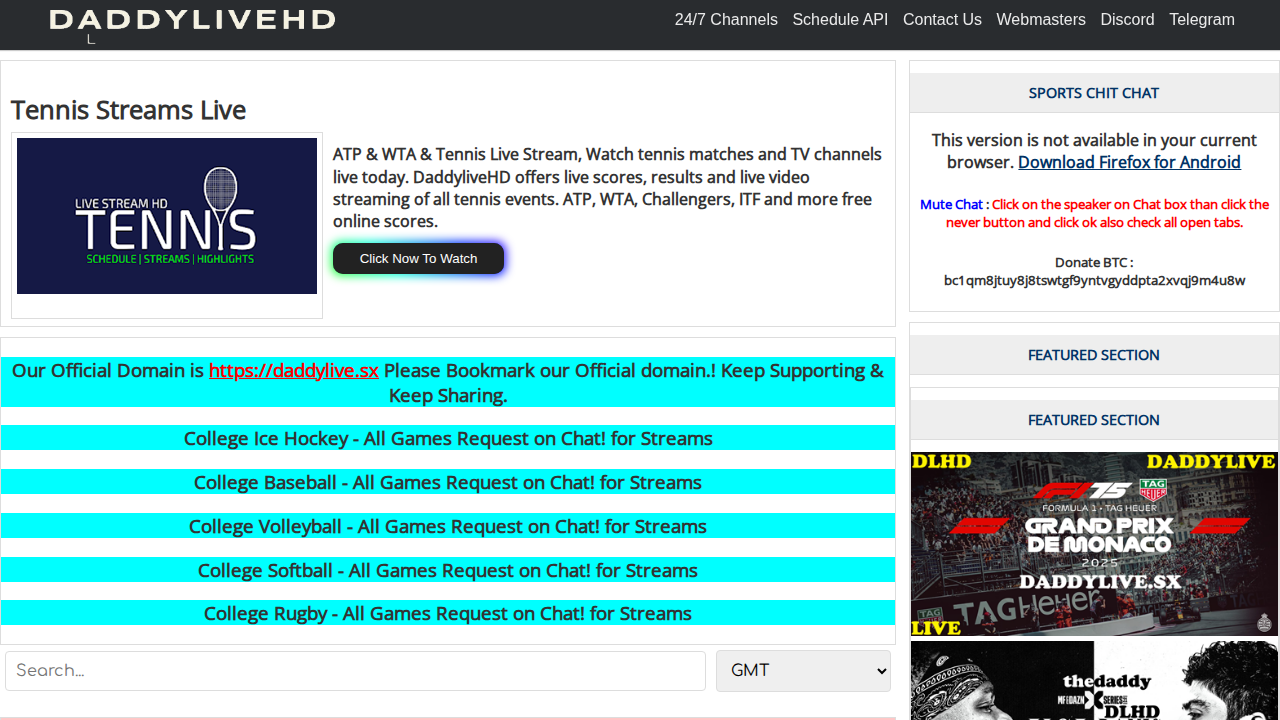 DADDYLIVEHD
L
24/7 Channels
Schedule API
Contact Us
Webmasters
Discord
Telegram
Tennis Streams Live
LIVE STREAM HD
TENNIS
SCHEDULE | STREAMS | HIGHLIGHTS
ATP & WTA & Tennis Live Stream, Watch tennis matches and TV channels
live today. DaddyliveHD offers live scores, results and live video
streaming of all tennis events. ATP, WTA, Challengers, ITF and more free
online scores.
Click Now To Watch
Our Official Domain is https://daddylive.sx Please Bookmark our Official domain.! Keep Supporting &
Keep Sharing.
College Ice Hockey - All Games Request on Chat! for Streams
College Baseball - All Games Request on Chat! for Streams
College Volleyball - All Games Request on Chat! for Streams
College Softball - All Games Request on Chat! for Streams
College Rugby - All Games Request on Chat! for Streams
Search...
GMT
SPORTS CHIT CHAT
This version is not available in your current
browser. Download Firefox for Android
Mute Chat : Click on the speaker on Chat box than click the
never button and click ok also check all open tabs.
Donate BTC :
bc1qm8jtuy8j8tswtgf9yntvgyddpta2xvqj9m4u8w
FEATURED SECTION
FEATURED SECTION
DLHD
DADDYLIVE
F1 75 TAG HEUER
FORMULA 1 • TAG HEUER
GRAND PRIX
DE MONACO
2025
DADDYLIVE.SX
TAG HEUER
TAGHeuer
LIVE
thedaddy
MF|DAZN X SERIES
DLHD